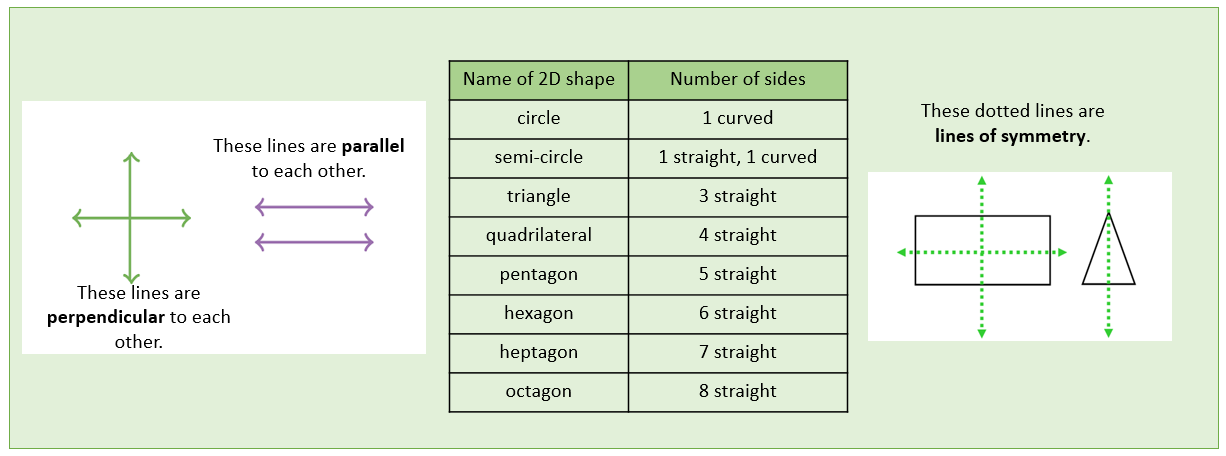 These lines are parallel
to each other.
These lines are
perpendicular to each
other.
Name of 2D shape Number of sides
circle 1 curved
semi-circle 1 straight, 1 curved
triangle 3 straight
quadrilateral 4 straight
pentagon 5 straight
hexagon 6 straight
heptagon 7 straight
octagon 8 straight
These dotted lines are
lines of symmetry.